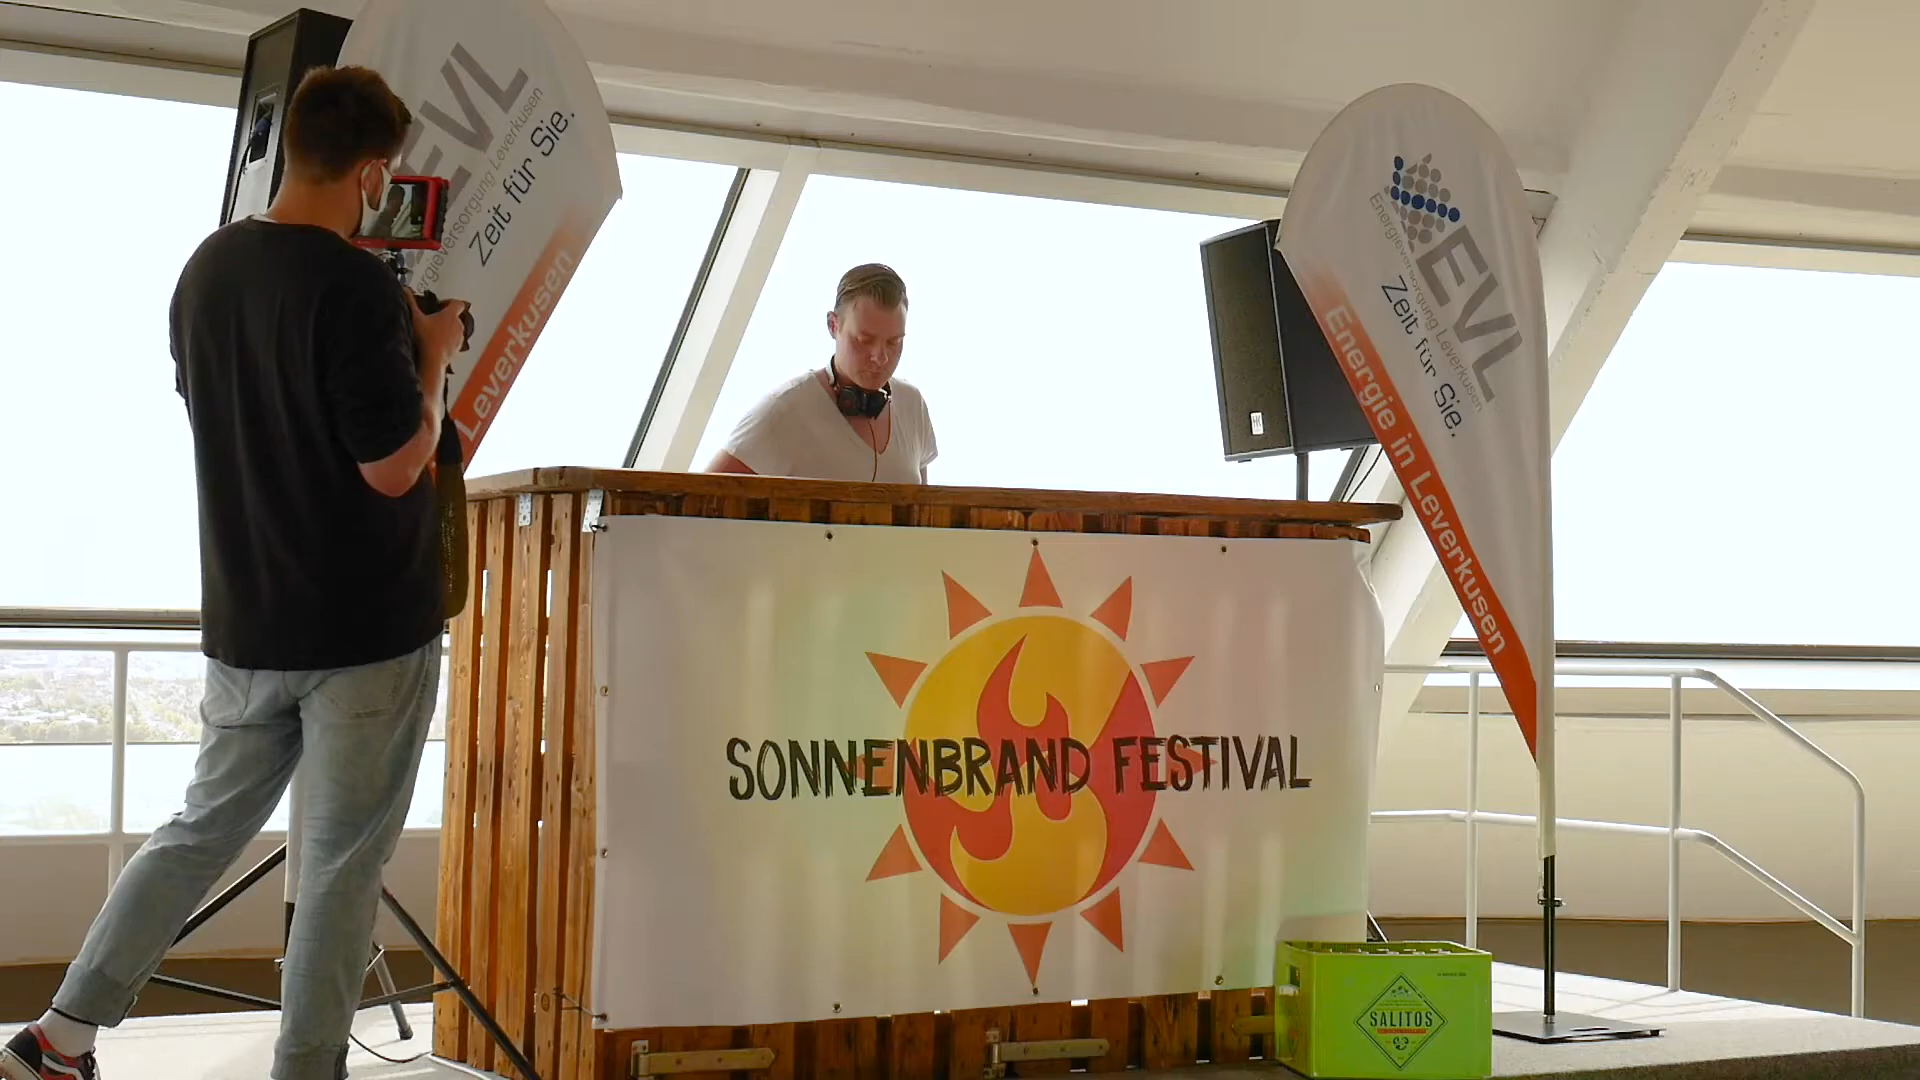 EVL
Energieversorgung Leverkusen
Zeit für Sie.
Leverkusen
EVL
Energieversorgung Leverkusen
Zeit für Sie.
Energie in Leverkusen
SONNENBRAND FESTIVAL
SALITOS